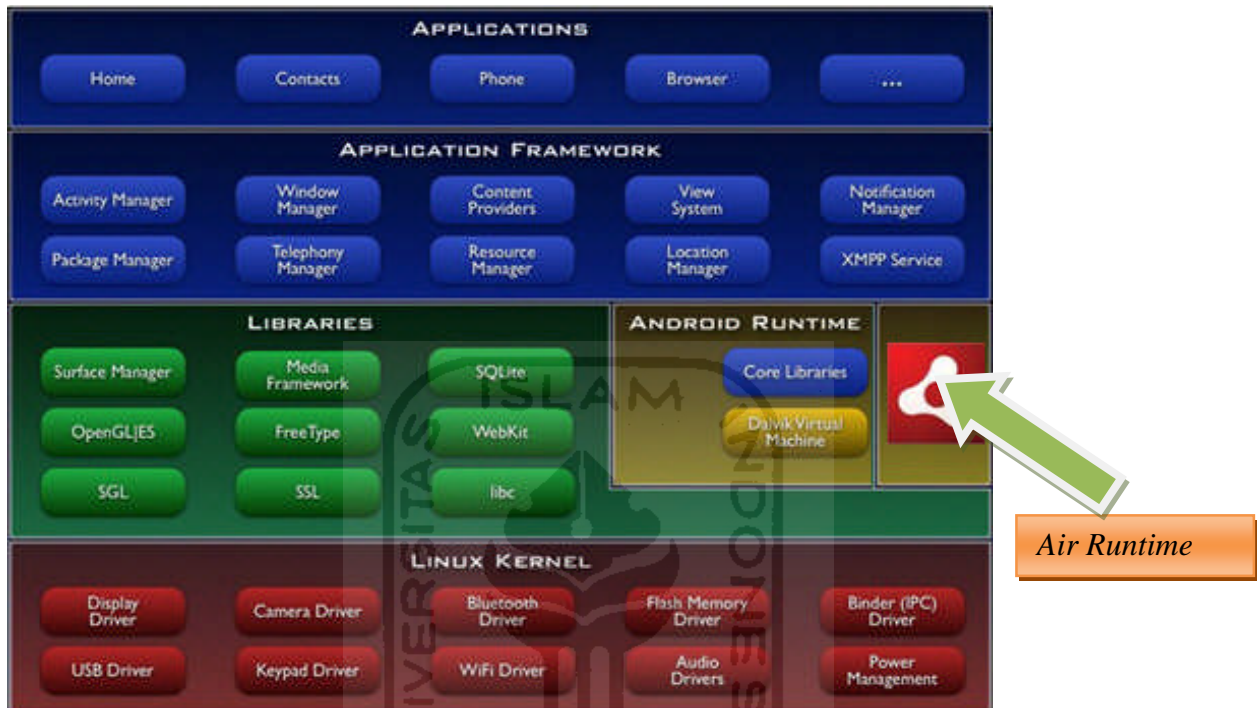 APPLICATIONS
Home
Contacts
Phone
Browser
...
APPLICATION FRAMEWORK
Activity Manager
Window
Manager
Content
Providers
View
System
Notification
Manager
Package Manager
Telephony
Manager
Resource
Manager
Location
Manager
XMPP Service
LIBRARIES
Surface Manager
Media
Framework
SQLite
OpenGL|ES
FreeType
WebKit
SGL
SSL
libc
ANDROID RUNTIME
Core Libraries
Dalvik Virtual
Machine
Air Runtime
LINUX KERNEL
Display
Driver
Camera Driver
Bluetooth
Driver
Flash Memory
Driver
Binder (IPC)
Driver
USB Driver
Keypad Driver
WiFi Driver
Audio
Drivers
Power
Management
ISLAM